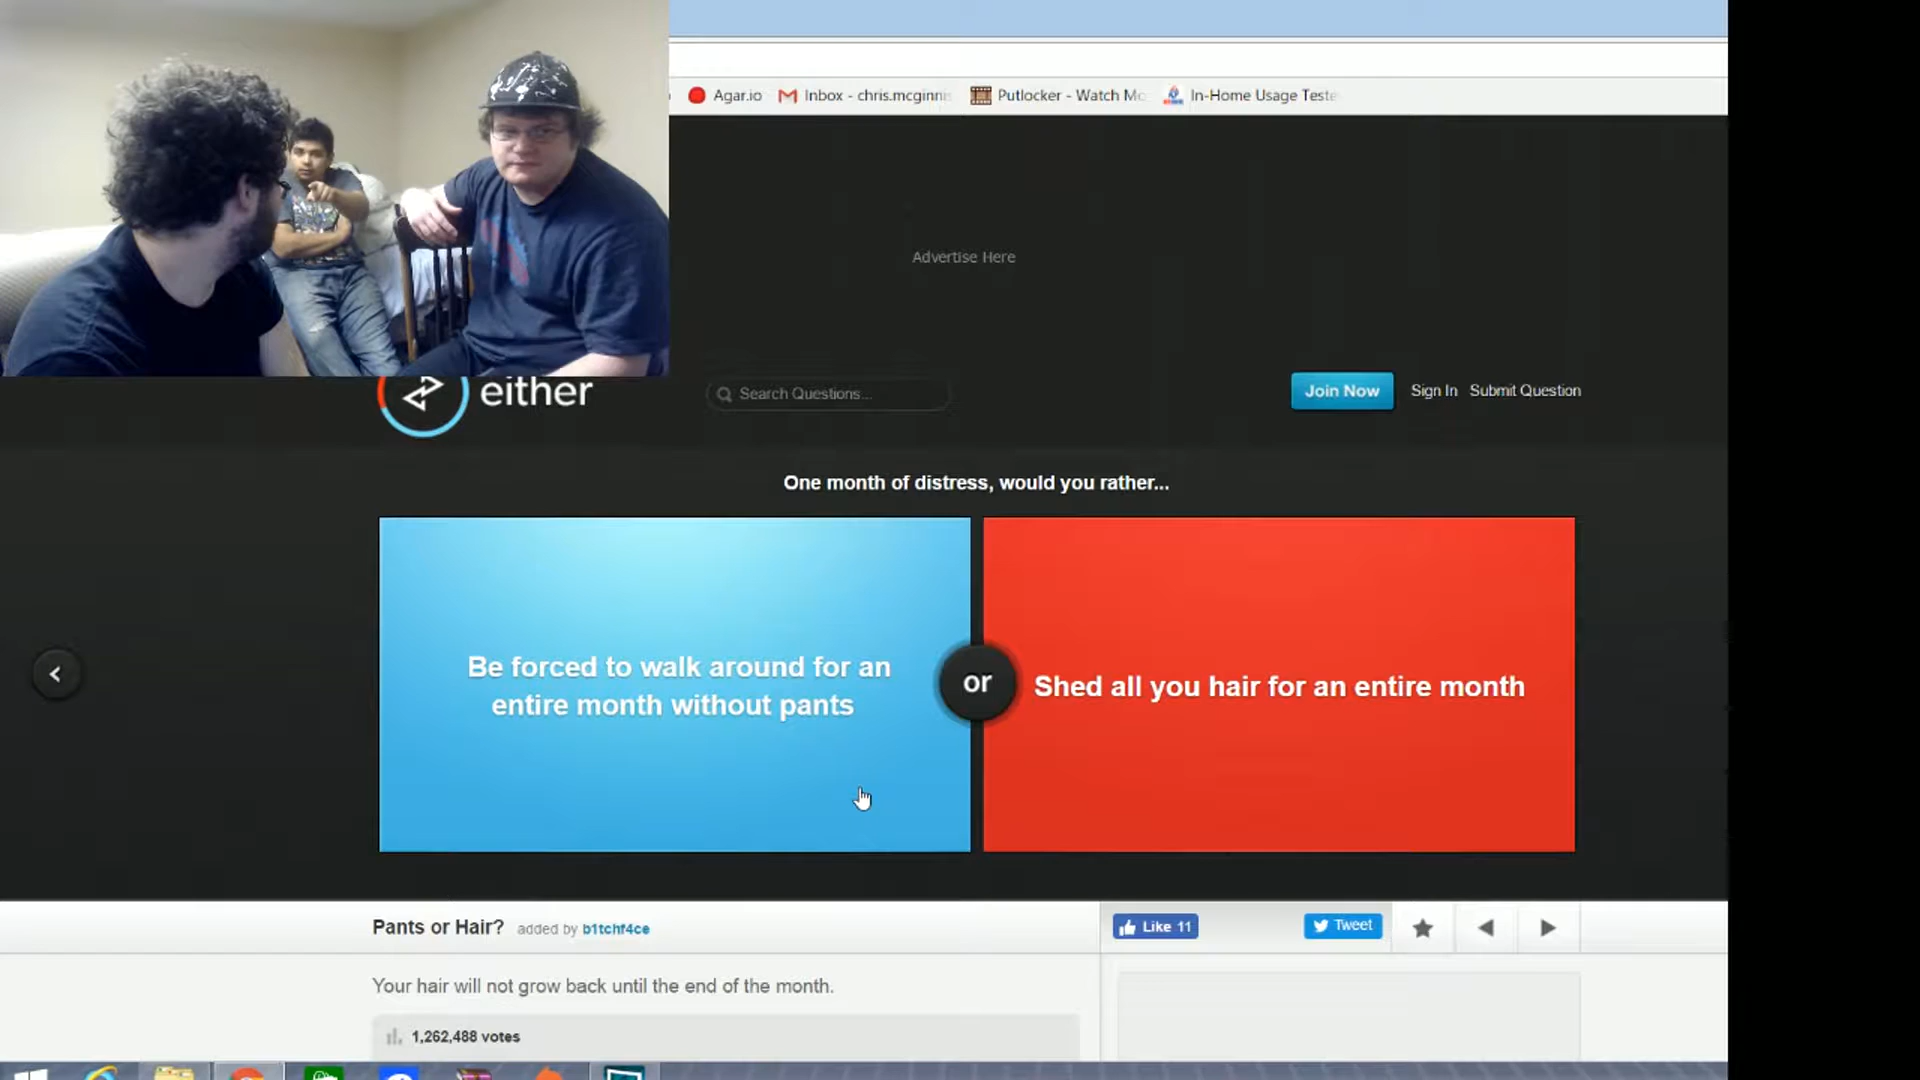 Agar.io
Inbox - chris.mcginnis
Putlocker - Watch Mo
In-Home Usage Teste
Advertise Here
either
Search Questions...
Join Now
Sign In
Submit Question
One month of distress, would you rather...
Be forced to walk around for an
entire month without pants
or
Shed all you hair for an entire month
Pants or Hair?
added by b1tchf4ce
Like 11
Tweet
Your hair will not grow back until the end of the month.
1,262,488 votes